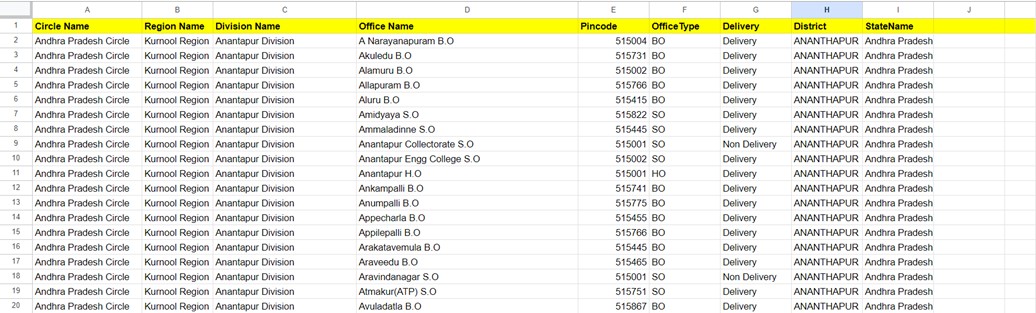 A B C D E F G H I J
1 Circle Name Region Name Division Name Office Name Pincode OfficeType Delivery District StateName
2 Andhra Pradesh Circle Kurnool Region Anantapur Division A Narayanapuram B.O 515004 BO Delivery ANANTHAPUR Andhra Pradesh
3 Andhra Pradesh Circle Kurnool Region Anantapur Division Akuledu B.O 515731 BO Delivery ANANTHAPUR Andhra Pradesh
4 Andhra Pradesh Circle Kurnool Region Anantapur Division Alamuru B.O 515002 BO Delivery ANANTHAPUR Andhra Pradesh
5 Andhra Pradesh Circle Kurnool Region Anantapur Division Allapuram B.O 515766 BO Delivery ANANTHAPUR Andhra Pradesh
6 Andhra Pradesh Circle Kurnool Region Anantapur Division Aluru B.O 515415 BO Delivery ANANTHAPUR Andhra Pradesh
7 Andhra Pradesh Circle Kurnool Region Anantapur Division Amidyaya S.O 515822 SO Delivery ANANTHAPUR Andhra Pradesh
8 Andhra Pradesh Circle Kurnool Region Anantapur Division Ammaladinne S.O 515445 SO Delivery ANANTHAPUR Andhra Pradesh
9 Andhra Pradesh Circle Kurnool Region Anantapur Division Anantapur Collectorate S.O 515001 SO Non Delivery ANANTHAPUR Andhra Pradesh
10 Andhra Pradesh Circle Kurnool Region Anantapur Division Anantapur Engg College S.O 515002 SO Delivery ANANTHAPUR Andhra Pradesh
11 Andhra Pradesh Circle Kurnool Region Anantapur Division Anantapur H.O 515001 HO Delivery ANANTHAPUR Andhra Pradesh
12 Andhra Pradesh Circle Kurnool Region Anantapur Division Ankampalli B.O 515741 BO Delivery ANANTHAPUR Andhra Pradesh
13 Andhra Pradesh Circle Kurnool Region Anantapur Division Anumpalli B.O 515775 BO Delivery ANANTHAPUR Andhra Pradesh
14 Andhra Pradesh Circle Kurnool Region Anantapur Division Appecharla B.O 515455 BO Delivery ANANTHAPUR Andhra Pradesh
15 Andhra Pradesh Circle Kurnool Region Anantapur Division Appilepalli B.O 515766 BO Delivery ANANTHAPUR Andhra Pradesh
16 Andhra Pradesh Circle Kurnool Region Anantapur Division Arakatavemula B.O 515445 BO Delivery ANANTHAPUR Andhra Pradesh
17 Andhra Pradesh Circle Kurnool Region Anantapur Division Araveedu B.O 515465 BO Delivery ANANTHAPUR Andhra Pradesh
18 Andhra Pradesh Circle Kurnool Region Anantapur Division Aravindanagar S.O 515001 SO Non Delivery ANANTHAPUR Andhra Pradesh
19 Andhra Pradesh Circle Kurnool Region Anantapur Division Atmakur(ATP) S.O 515751 SO Delivery ANANTHAPUR Andhra Pradesh
20 Andhra Pradesh Circle Kurnool Region Anantapur Division Avuladatla B.O 515867 BO Delivery ANANTHAPUR Andhra Pradesh